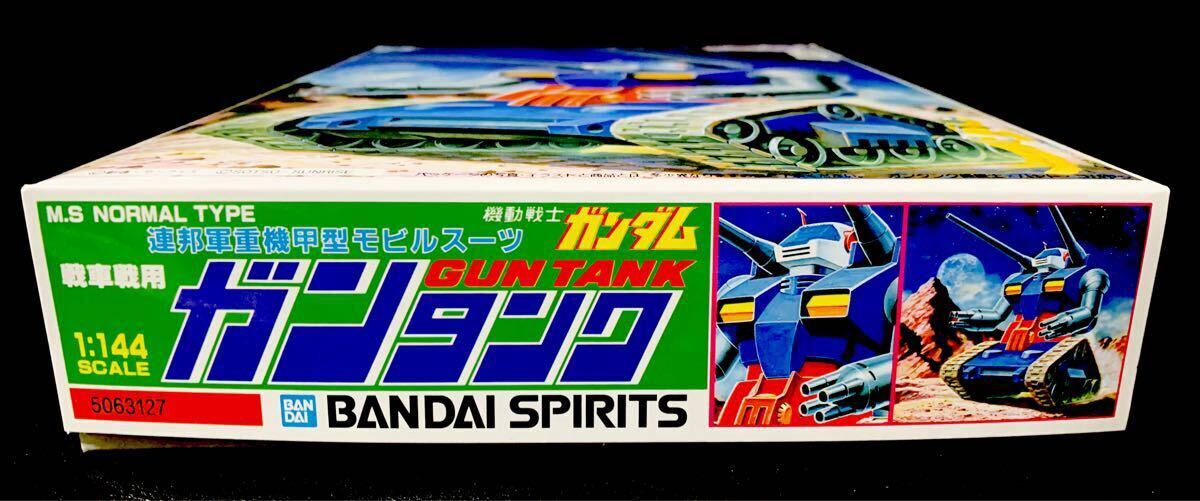 M.S NORMAL TYPE
機動戦士 ガンダム
連邦軍重機甲型モビルスーツ
戦車戦用
GUN TANK
ガンタンク
1:144
SCALE
5063127
BAN
DAI
BANDAI SPIRITS